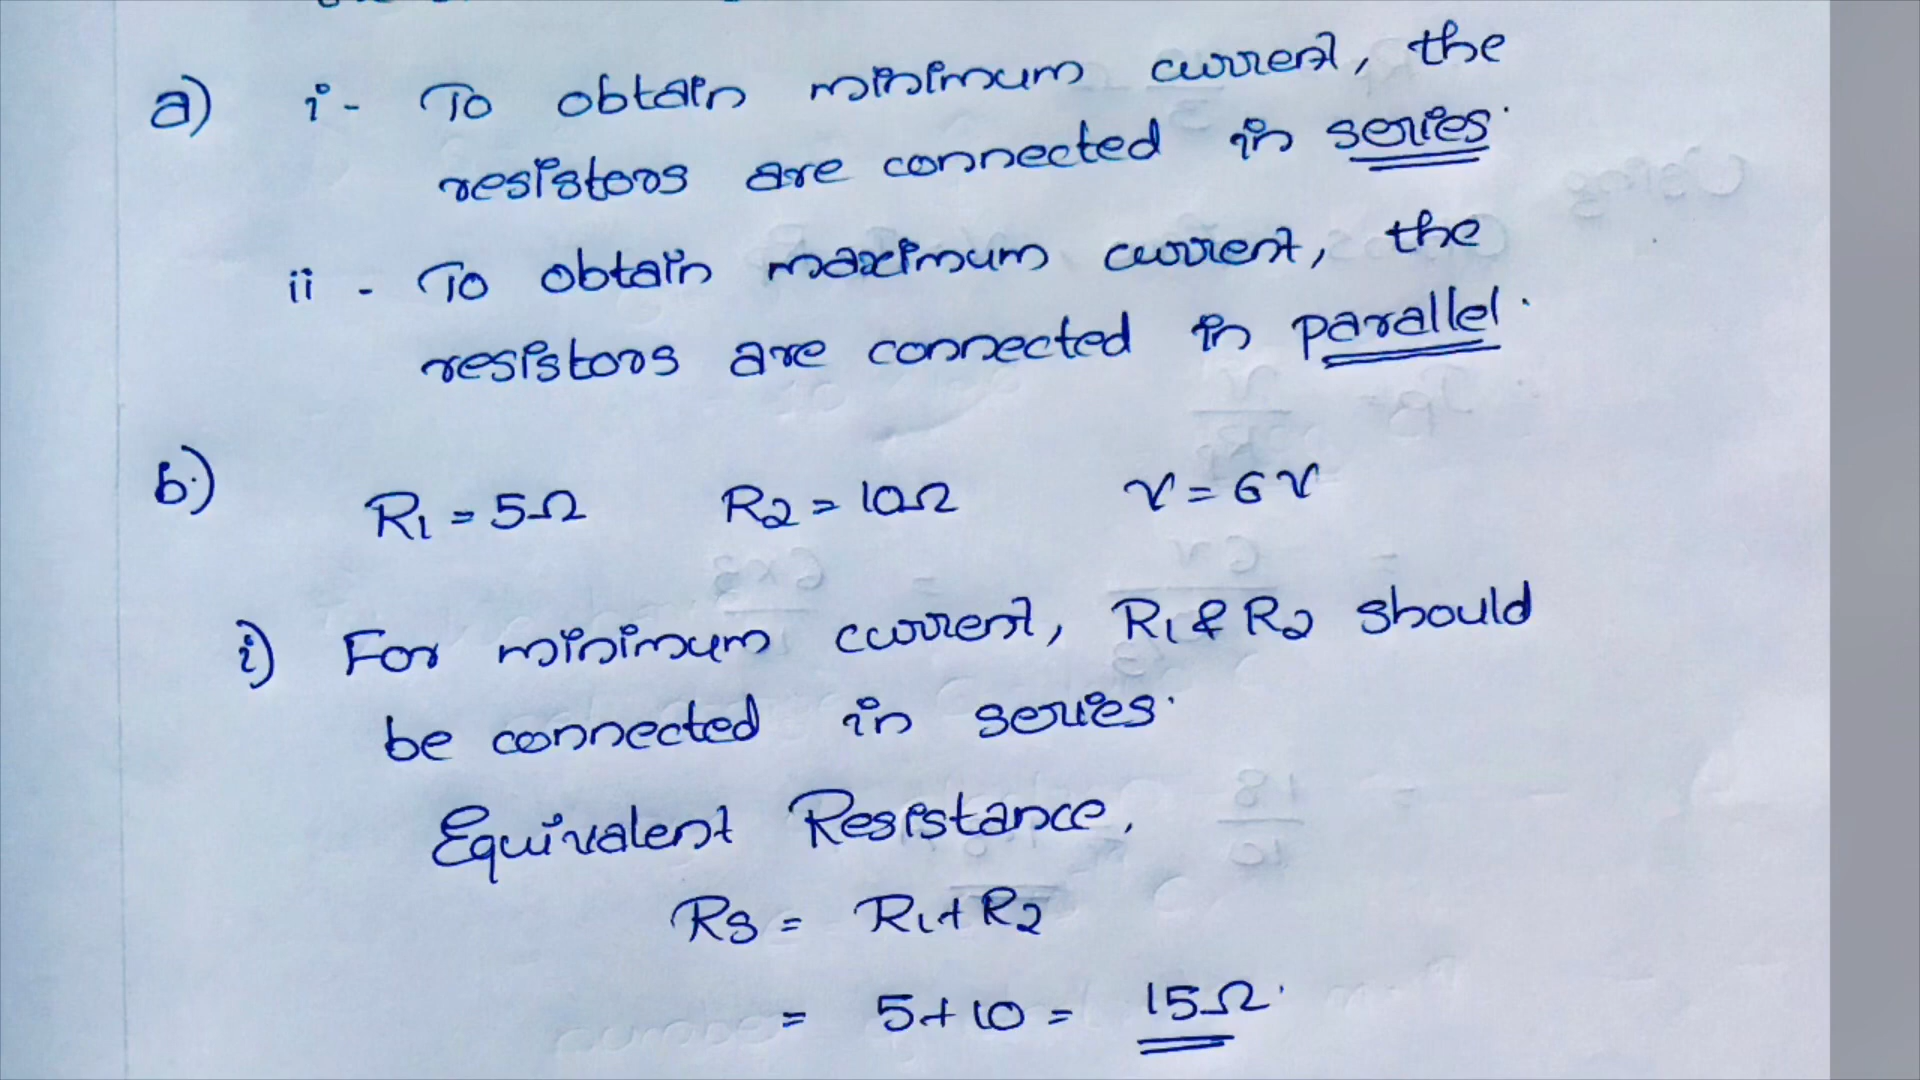 a) i - To obtain minimum current, the
resistors are connected in series.
ii - To obtain maximum current, the
resistors are connected in parallel.
b.) R1 = 5Ω R2 = 10Ω V = 6V
i) For minimum current, R1 & R2 should
be connected in series.
Equivalent Resistance,
Rs = R1 + R2
= 5 + 10 = 15Ω.